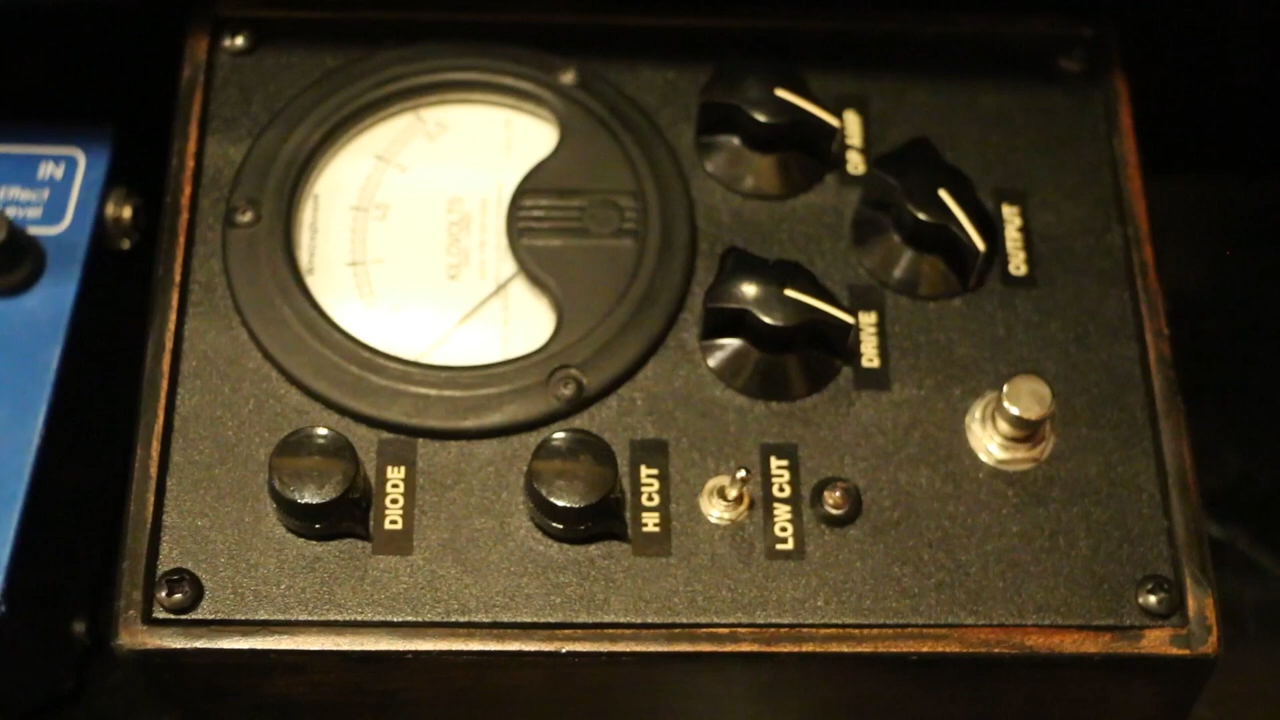 IN
Effect
Level
OP AMP
OUTPUT
DRIVE
DIODE
HI CUT
LOW CUT